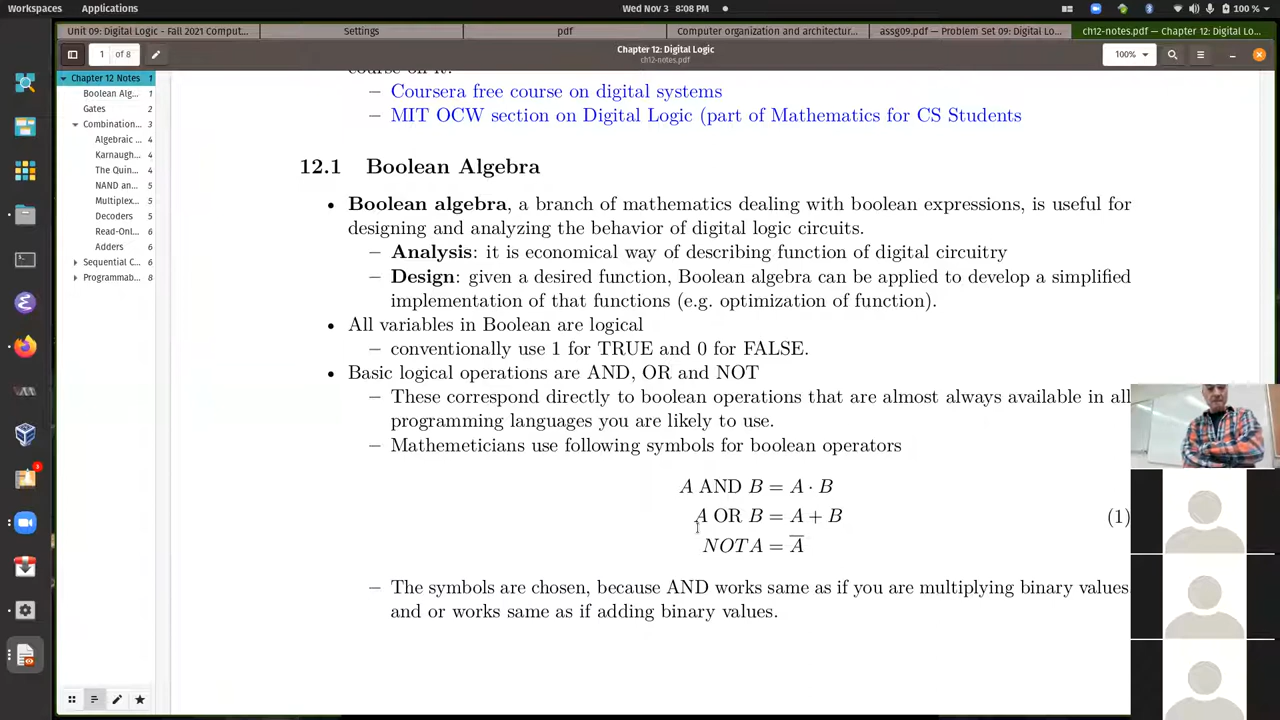 Workspaces Applications Wed Nov 3 8:08 PM 100 %
Unit 09: Digital Logic - Fall 2021 Comput... Settings pdf Computer organization and architectur... assg09.pdf — Problem Set 09: Digital Lo... ch12-notes.pdf — Chapter 12: Digital Lo...
1 of 8 Chapter 12: Digital Logic 100%
ch12-notes.pdf
Chapter 12 Notes 1
Boolean Alg... 1
Gates 2
Combination... 3
Algebraic ... 4
Karnaugh... 4
The Quin... 4
NAND an... 5
Multiplex... 5
Decoders 5
Read-Onl... 6
Adders 6
Sequential C... 6
Programmab... 8
course on it.
– Coursera free course on digital systems
– MIT OCW section on Digital Logic (part of Mathematics for CS Students
12.1 Boolean Algebra
• Boolean algebra, a branch of mathematics dealing with boolean expressions, is useful for
designing and analyzing the behavior of digital logic circuits.
– Analysis: it is economical way of describing function of digital circuitry
– Design: given a desired function, Boolean algebra can be applied to develop a simplified
implementation of that functions (e.g. optimization of function).
• All variables in Boolean are logical
– conventionally use 1 for TRUE and 0 for FALSE.
• Basic logical operations are AND, OR and NOT
– These correspond directly to boolean operations that are almost always available in all
programming languages you are likely to use.
– Mathemeticians use following symbols for boolean operators
A AND B = A · B
A OR B = A + B (1)
NOT A = A̅
– The symbols are chosen, because AND works same as if you are multiplying binary values
and or works same as if adding binary values.